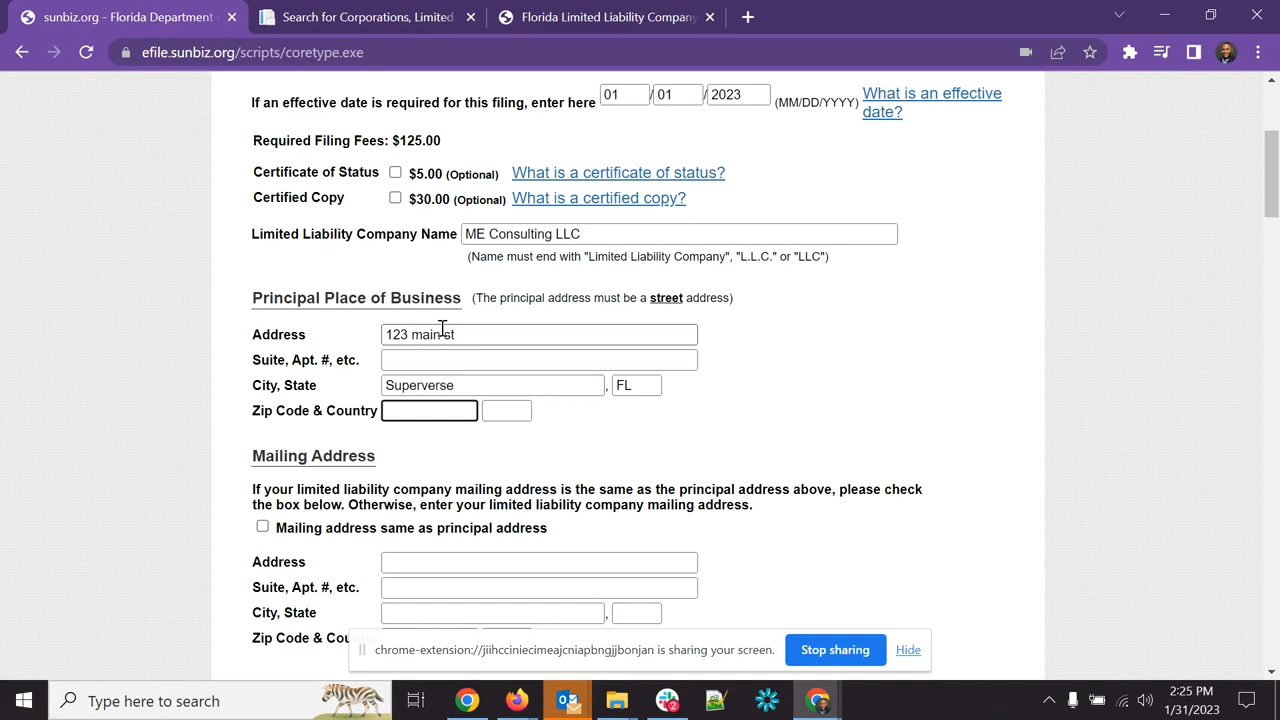 sunbiz.org - Florida Department
Search for Corporations, Limited
Florida Limited Liability Company
efile.sunbiz.org/scripts/coretype.exe
If an effective date is required for this filing, enter here 01 / 01 / 2023 (MM/DD/YYYY) What is an effective
date?
Required Filing Fees: $125.00
Certificate of Status $5.00 (Optional) What is a certificate of status?
Certified Copy $30.00 (Optional) What is a certified copy?
Limited Liability Company Name ME Consulting LLC
(Name must end with "Limited Liability Company", "L.L.C." or "LLC")
Principal Place of Business (The principal address must be a street address)
Address 123 main st
Suite, Apt. #, etc.
City, State Superverse , FL
Zip Code & Country
Mailing Address
If your limited liability company mailing address is the same as the principal address above, please check
the box below. Otherwise, enter your limited liability company mailing address.
Mailing address same as principal address
Address
Suite, Apt. #, etc.
City, State ,
Zip Code & Country
chrome-extension://jiihcciniecimeajcniapbngjjbonjan is sharing your screen. Stop sharing Hide
Type here to search
2
2:25 PM
1/31/2023